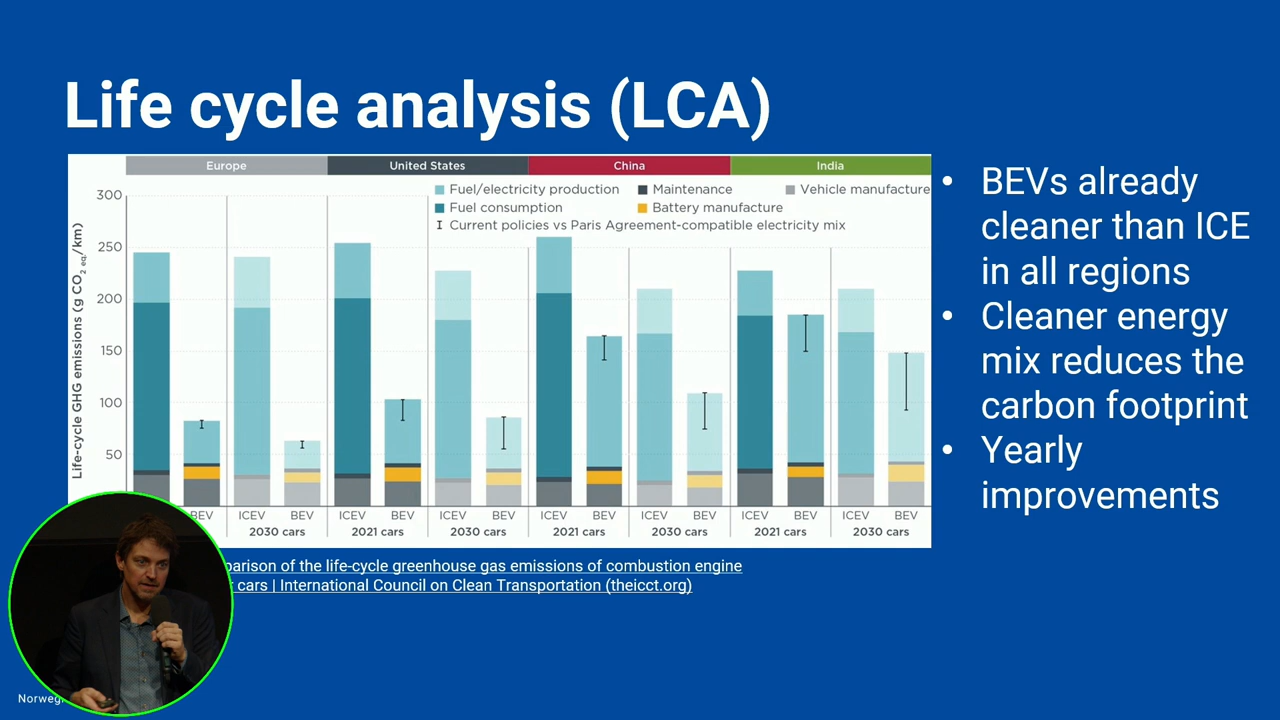 Life cycle analysis (LCA)
Europe
United States
China
India
Fuel/electricity production
Maintenance
Vehicle manufacture
Fuel consumption
Battery manufacture
Current policies vs Paris Agreement-compatible electricity mix
Life-cycle GHG emissions (g CO2 eq./km)
300
250
200
150
100
50
BEV
ICEV
BEV
ICEV
BEV
ICEV
BEV
ICEV
BEV
ICEV
BEV
ICEV
BEV
ICEV
BEV
2030 cars
2021 cars
2030 cars
2021 cars
2030 cars
2021 cars
2030 cars
of the life-cycle greenhouse gas emissions of combustion engine
cars | International Council on Clean Transportation (theicct.org)
• BEVs already
cleaner than ICE
in all regions
• Cleaner energy
mix reduces the
carbon footprint
• Yearly
improvements